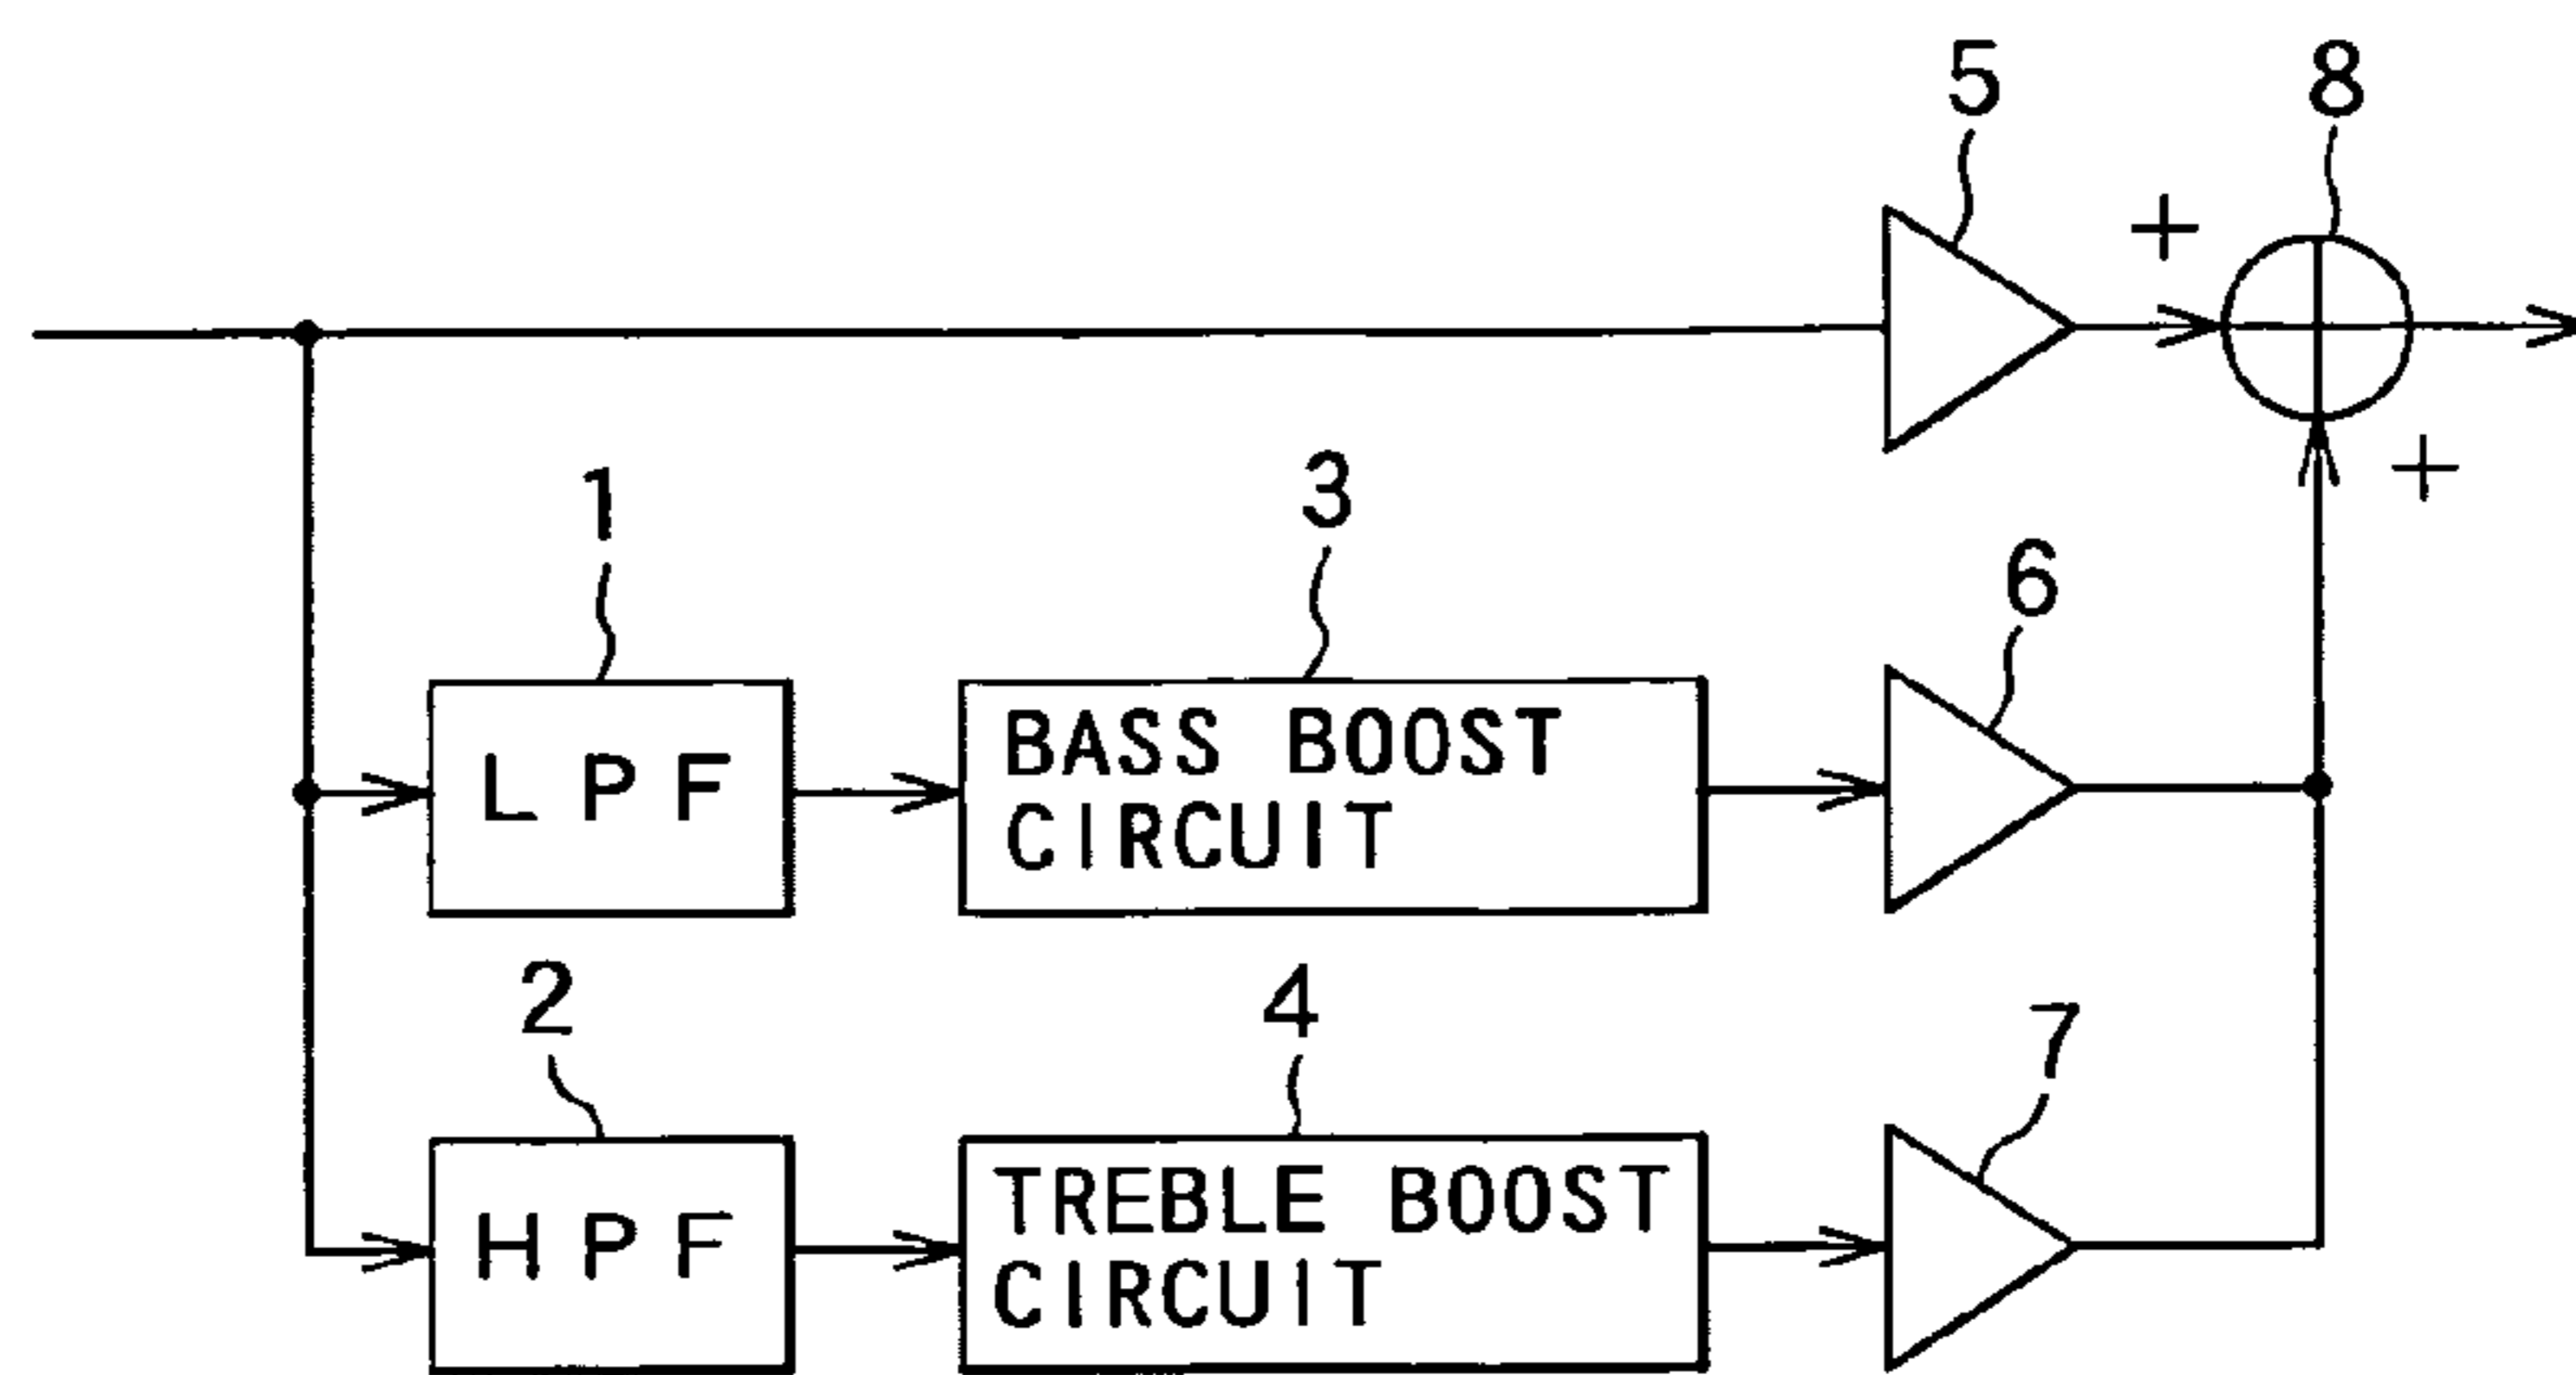 5
8
+
1
3
+
6
LPF
BASS BOOST
CIRCUIT
2
4
7
HPF
TREBLE BOOST
CIRCUIT